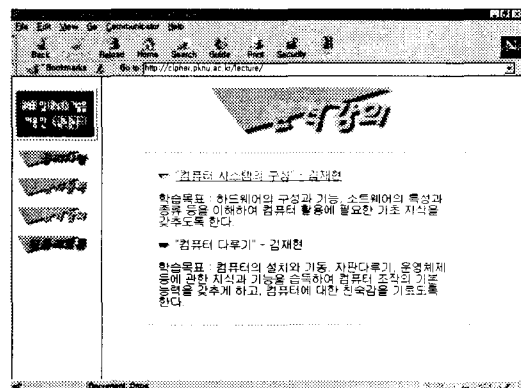 File Edit View Go Communicator Help
Back Reload Home Search Guide Print Security
Bookmarks Go to: http://cipher.pknu.ac.kr/lecture/
강의
"컴퓨터 시스템의 구성" - 김재현
학습목표 : 하드웨어의 구성과 기능, 소프트웨어의 특성과
종류 등을 이해하여 컴퓨터 활용에 필요한 기초 지식을
갖추도록 한다.
"컴퓨터 다루기" - 김재현
학습목표 : 컴퓨터의 설치와 기동, 자판다루기, 운영체제
등에 관한 지식과 기능을 습득하여 컴퓨터 조작의 기본
능력을 갖추게 하고, 컴퓨터에 대한 친숙감을 기르도록
한다.
Document: Done